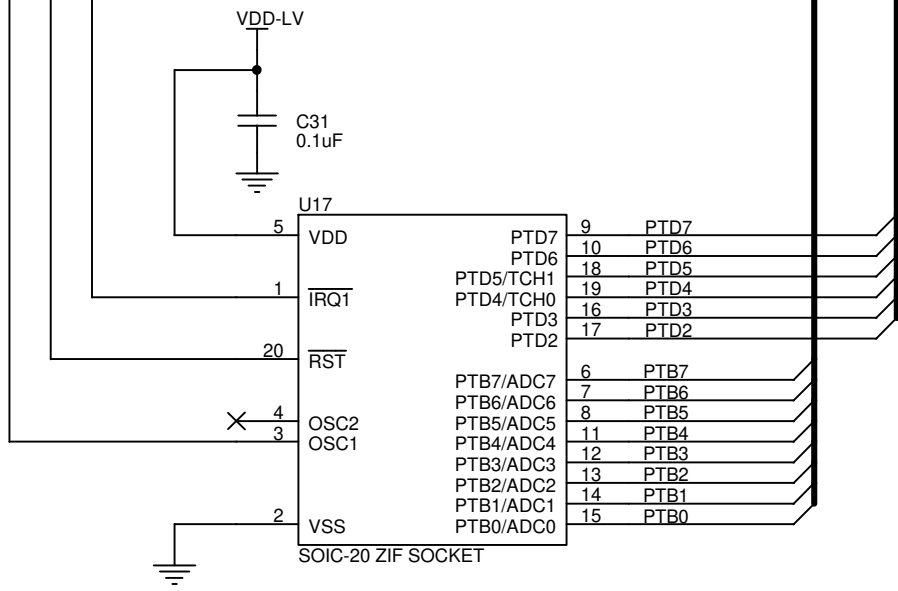 VDD-LV
C31
0.1uF
U17
5 VDD PTD7 9 PTD7
PTD6 10 PTD6
PTD5/TCH1 18 PTD5
1 IRQ1 PTD4/TCH0 19 PTD4
PTD3 16 PTD3
PTD2 17 PTD2
20 RST
PTB7/ADC7 6 PTB7
PTB6/ADC6 7 PTB6
4 OSC2 PTB5/ADC5 8 PTB5
3 OSC1 PTB4/ADC4 11 PTB4
PTB3/ADC3 12 PTB3
PTB2/ADC2 13 PTB2
PTB1/ADC1 14 PTB1
2 VSS PTB0/ADC0 15 PTB0
SOIC-20 ZIF SOCKET